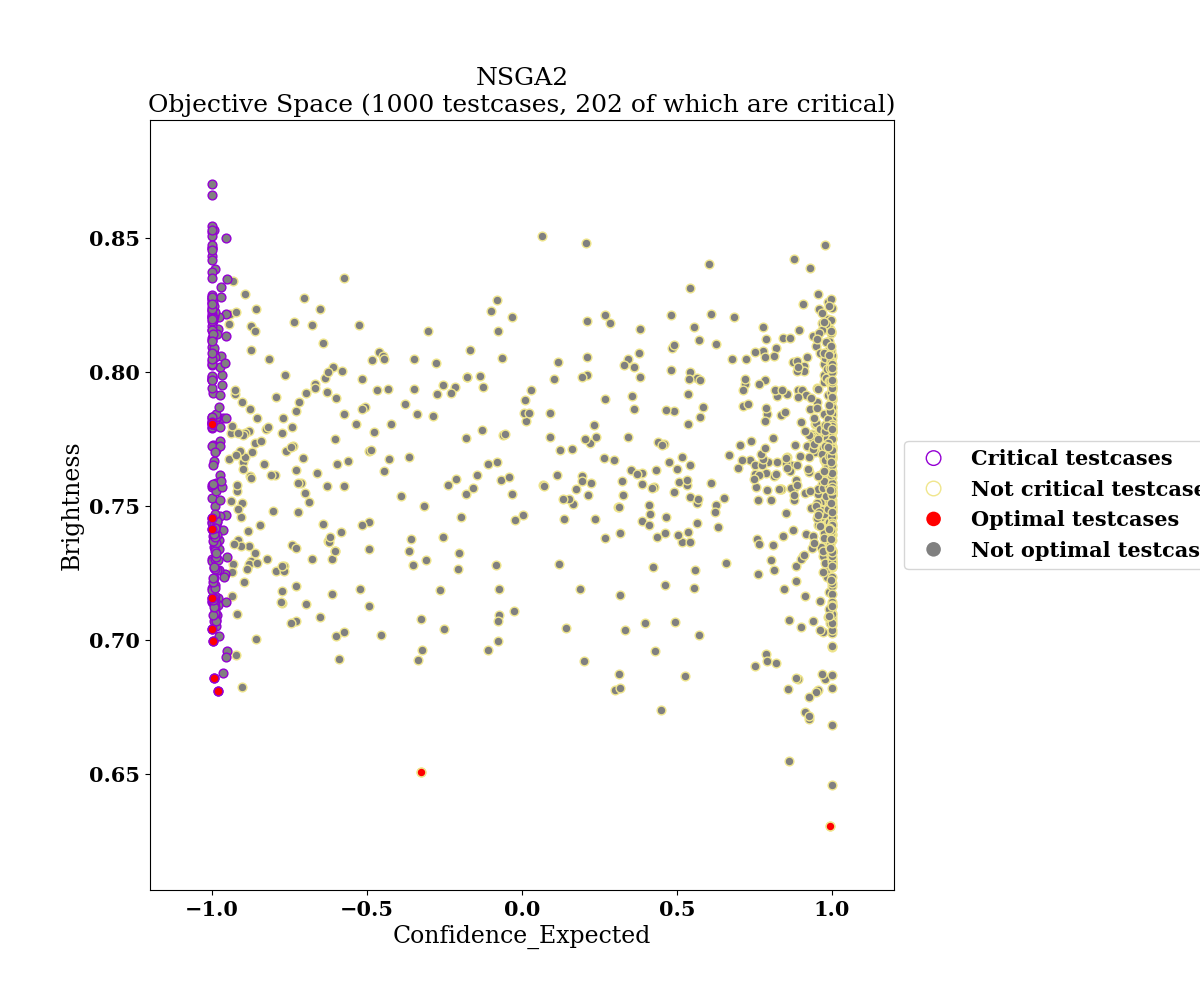 NSGA2
Objective Space (1000 testcases, 202 of which are critical)
0.85
0.80
0.75
0.70
0.65
Brightness
−1.0
−0.5
0.0
0.5
1.0
Confidence_Expected
Critical testcases
Not critical testcase
Optimal testcases
Not optimal testcas